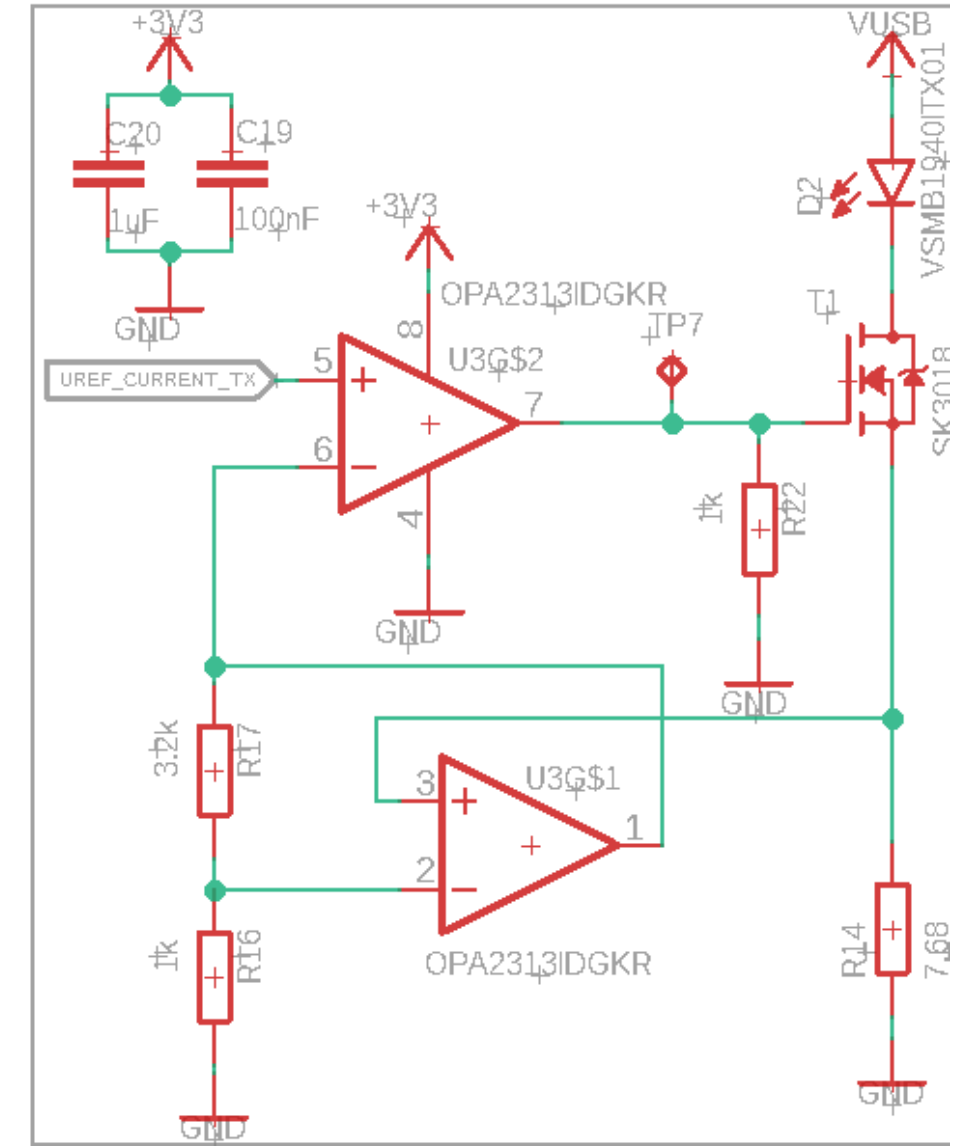 +3V3
VUSB
C20
C19
1uF
100nF
+3V3
D2
VSMB1940ITX01
GND
OPA2313IDGKR
T1
8
TP7
UREF_CURRENT_TX
5
U3G$2
SK3018
7
6
4
1k
R22
GND
GND
3.2k
R17
U3G$1
3
1
2
1k
R16
OPA2313IDGKR
R14
7.68
GND
GND